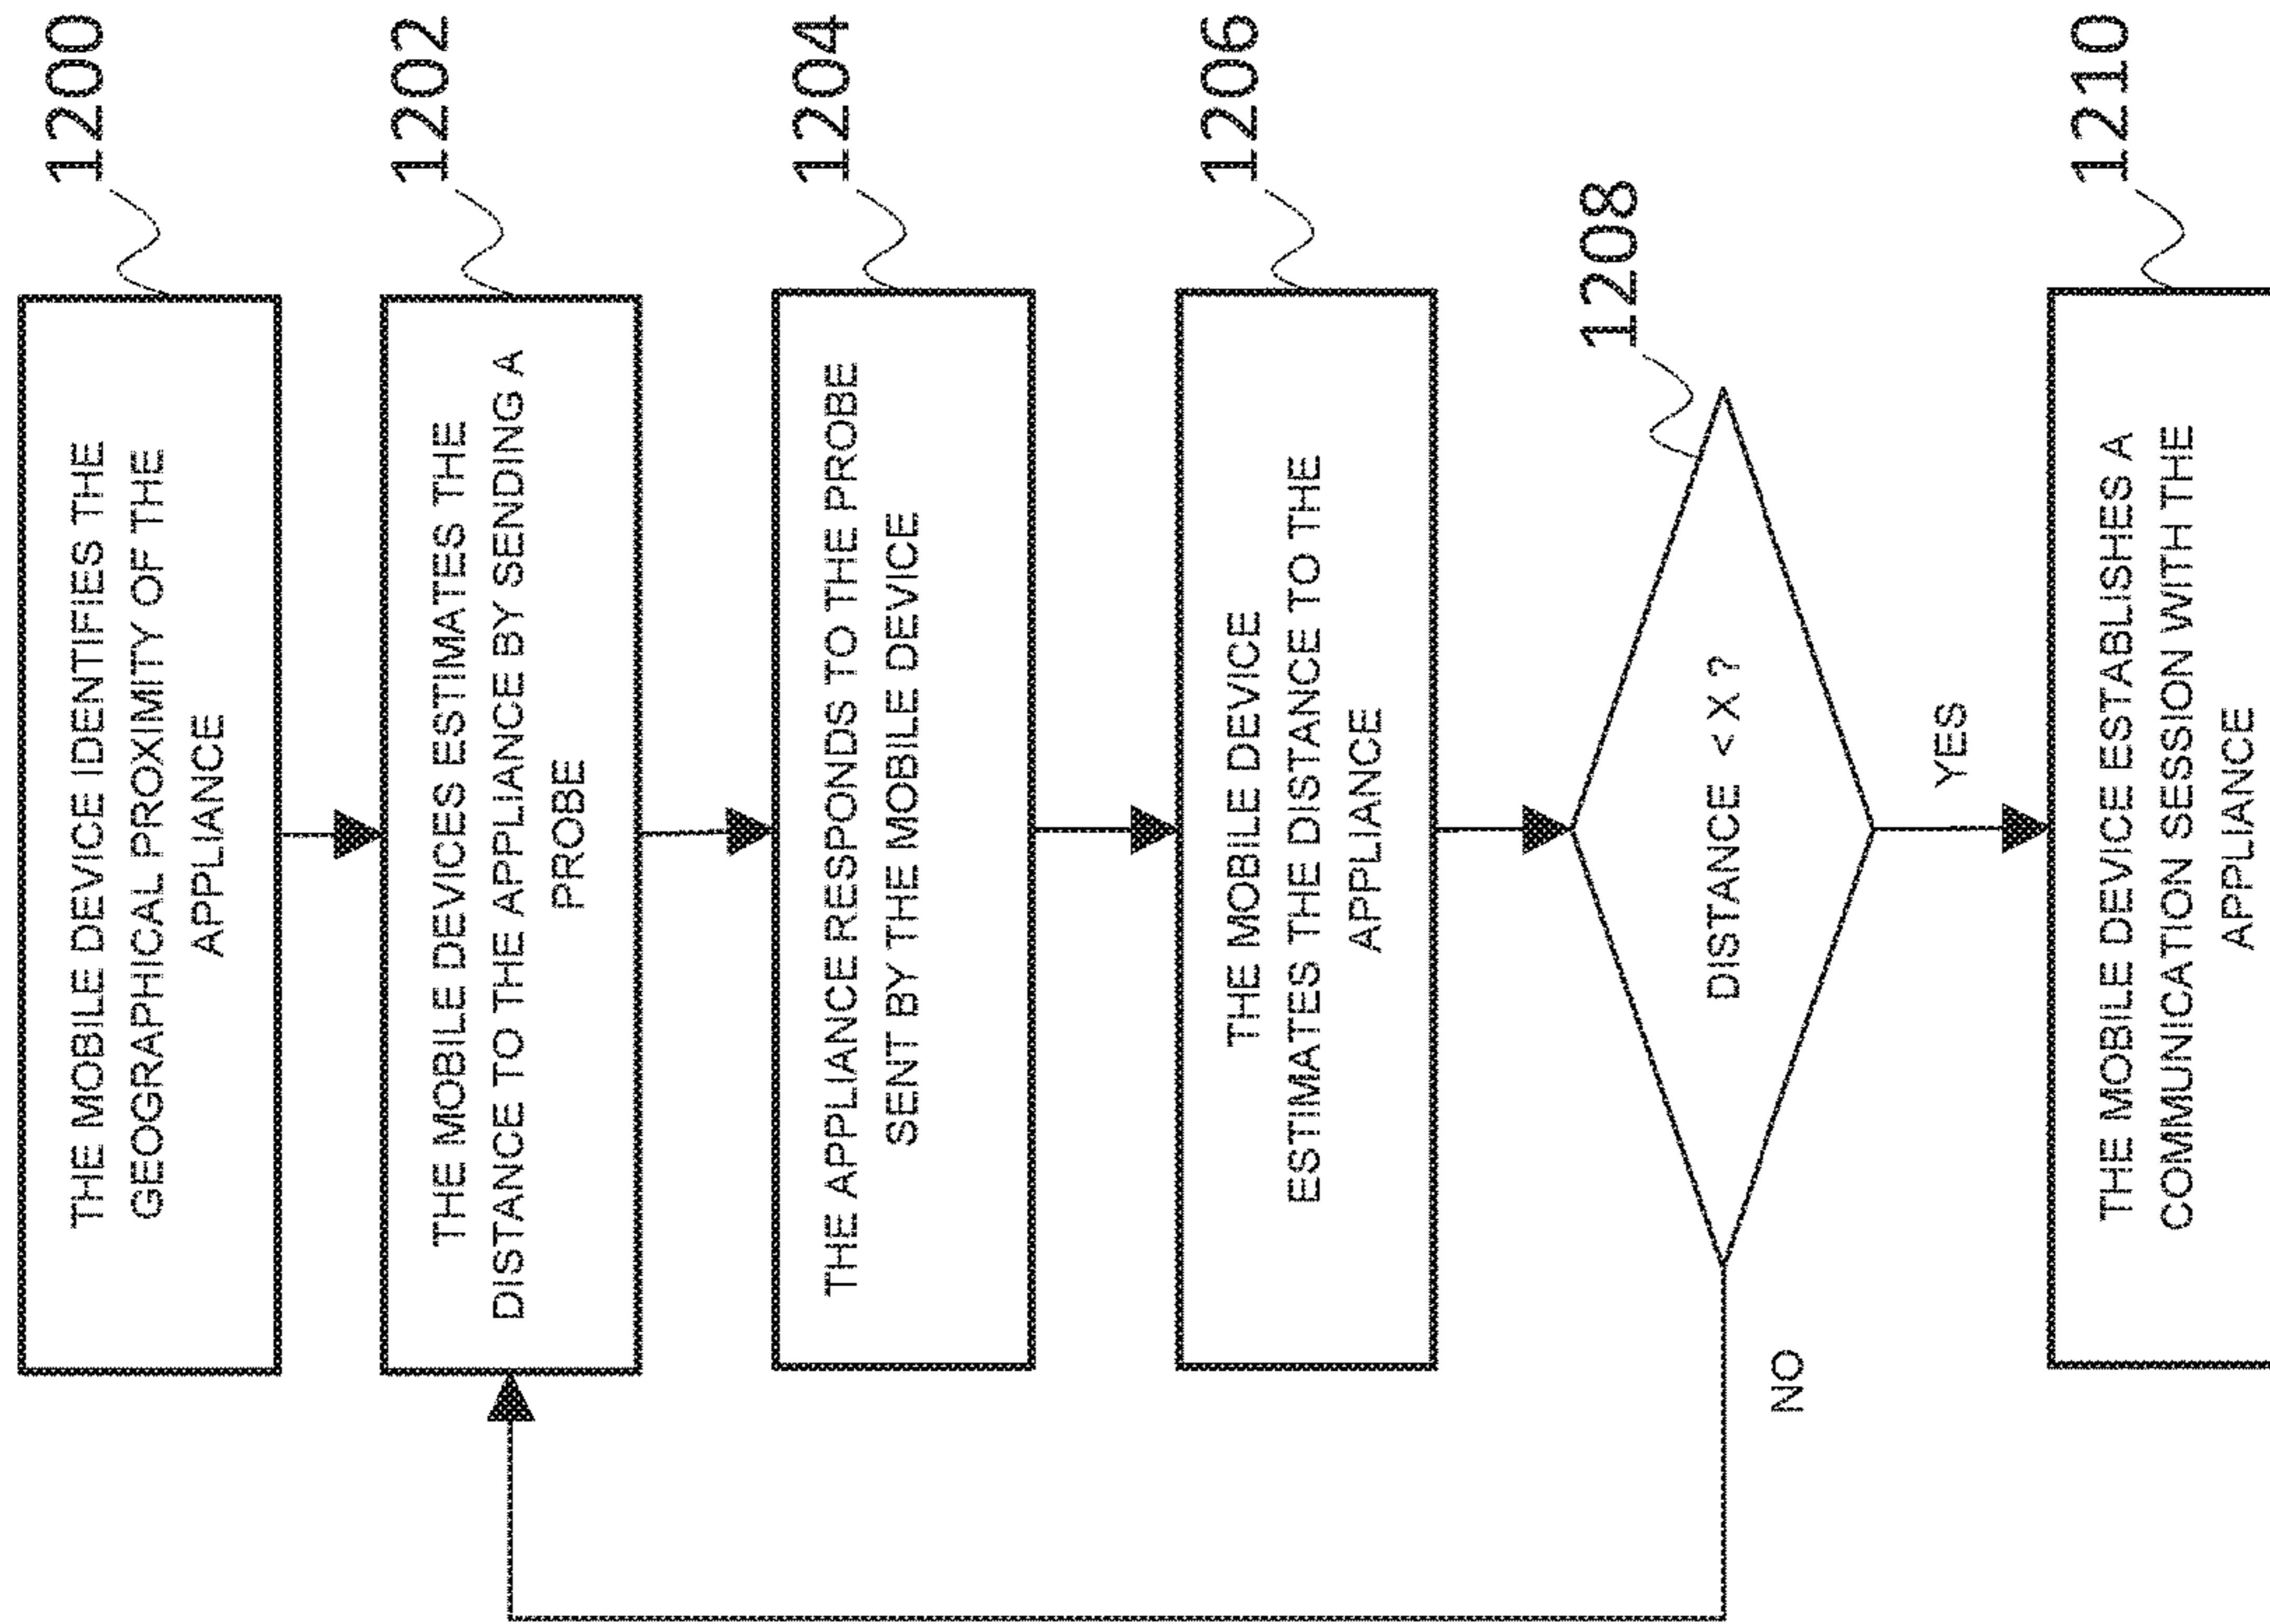 THE MOBILE DEVICE IDENTIFIES THE
GEOGRAPHICAL PROXIMITY OF THE
APPLIANCE
1200
THE MOBILE DEVICES ESTIMATES THE
DISTANCE TO THE APPLIANCE BY SENDING A
PROBE
1202
THE APPLIANCE RESPONDS TO THE PROBE
SENT BY THE MOBILE DEVICE
1204
THE MOBILE DEVICE
ESTIMATES THE DISTANCE TO THE
APPLIANCE
1206
DISTANCE < X ?
1208
NO
YES
THE MOBILE DEVICE ESTABLISHES A
COMMUNICATION SESSION WITH THE
APPLIANCE
1210